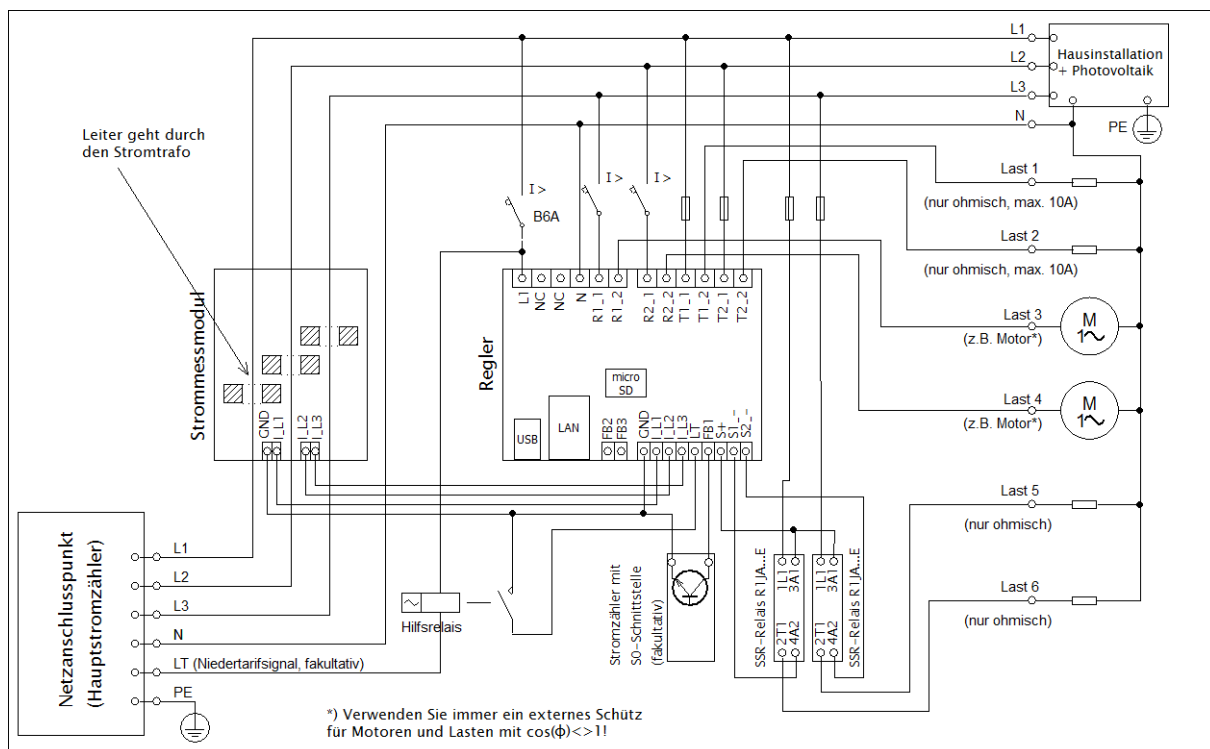 L1
L2
L3
N
Hausinstallation
+ Photovoltaik
PE
Leiter geht durch
den Stromtrafo
I >
B6A
I >
I >
Last 1
(nur ohmisch, max. 10A)
Last 2
(nur ohmisch, max. 10A)
Last 3
(z.B. Motor*)
M
1
Last 4
(z.B. Motor*)
M
1
Last 5
(nur ohmisch)
Last 6
(nur ohmisch)
Strommessmodul
GND
I_L1
I_L2
I_L3
Regler
L1
NC
NC
N
R1_1
R1_2
R2_1
R2_2
T1_1
T1_2
T2_1
T2_2
micro
SD
USB
LAN
FB2
FB3
GND
I_L1
I_L2
I_L3
LT
FB1
S+
S1_-
S2_-
Netzanschlusspunkt
(Hauptstromzähler)
L1
L2
L3
N
LT (Niedertarifsignal, fakultativ)
PE
Hilfsrelais
Stromzähler mit
S0-Schnittstelle
(fakultativ)
SSR-Relais R1JA...E
1L1
3A1
2T1
4A2
1L1
3A1
2T1
4A2
SSR-Relais R1JA...E
*) Verwenden Sie immer ein externes Schütz
für Motoren und Lasten mit cos(ϕ)<>1!